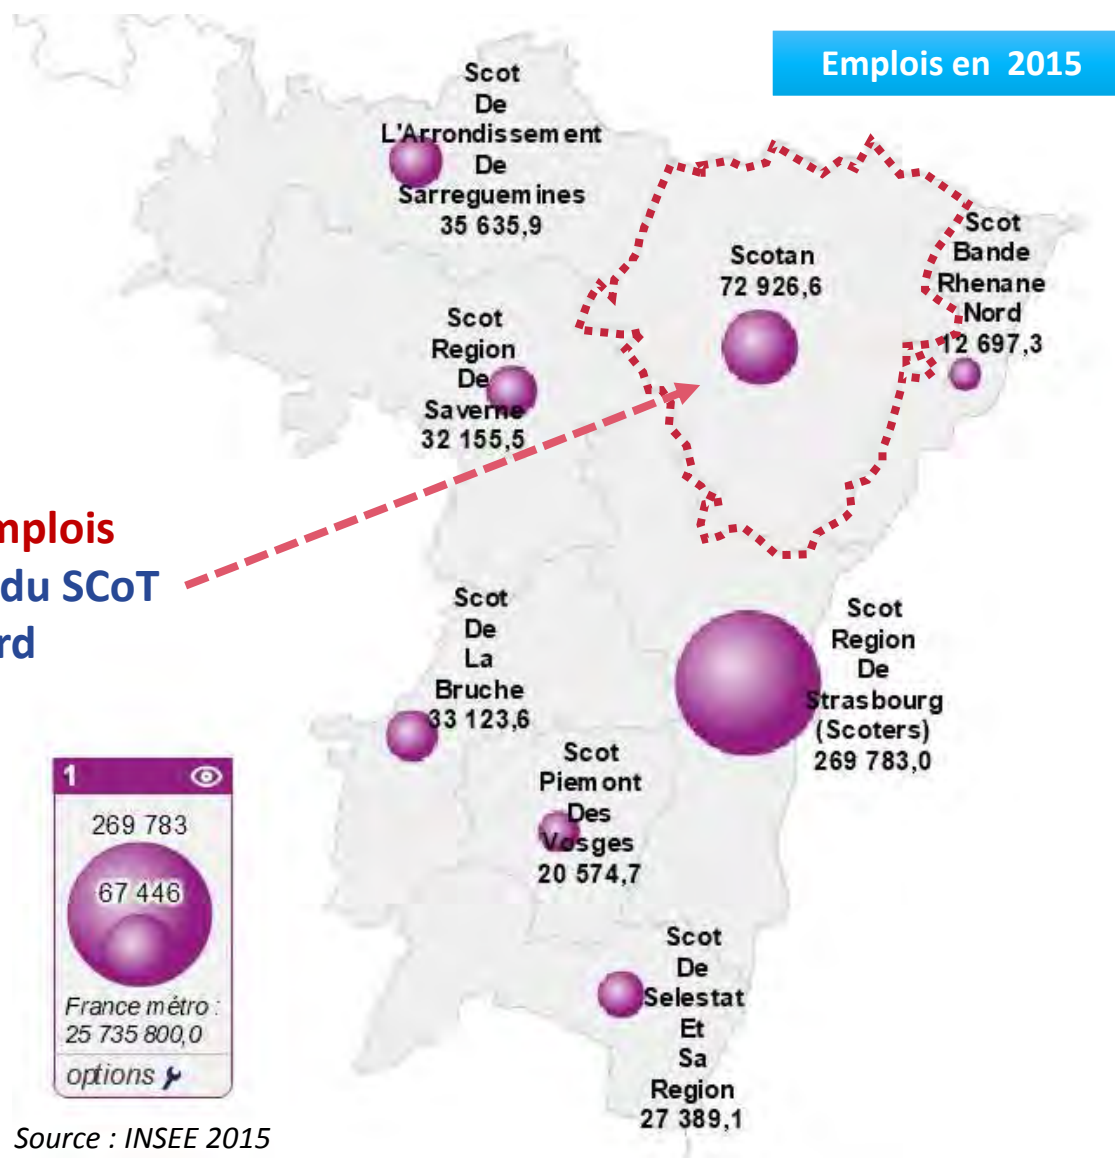 Emplois en 2015
Scot
De
L'Arrondissement
De
Sarreguemines
35 635,9
Scotan
72 926,6
Scot
Bande
Rhenane
Nord
12 697,3
Scot
Region
De
Saverne
32 155,5
mplois
du SCoT
rd
Scot
De
La
Bruche
33 123,6
Scot
Region
De
Strasbourg
(Scoters)
269 783,0
Scot
Piemont
Des
Vosges
20 574,7
Scot
De
Selestat
Et
Sa
Region
27 389,1
1
269 783
67 446
France métro :
25 735 800,0
options
Source : INSEE 2015